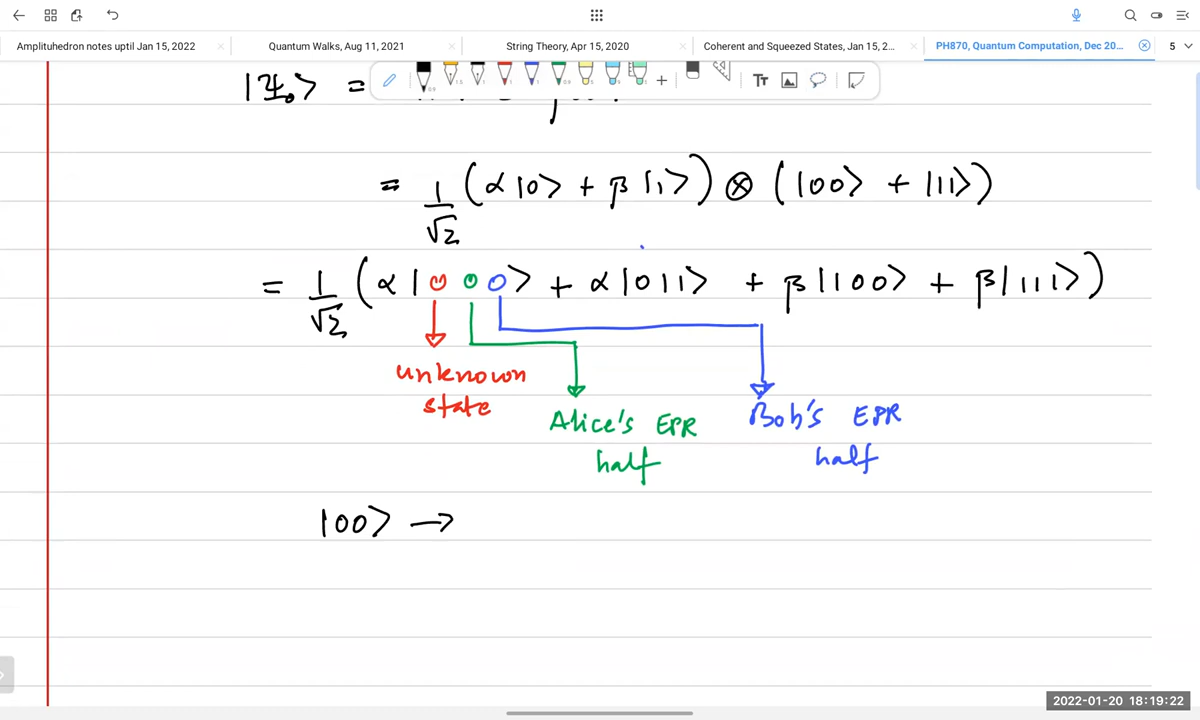 Amplituhedron notes uptil Jan 15, 2022 Quantum Walks, Aug 11, 2021 String Theory, Apr 15, 2020 Coherent and Squeezed States, Jan 15, 2... PH870, Quantum Computation, Dec 20... 5
Tт
|Ψ₀> =
= 1/√2 (α|0> + β|1>) ⊗ (|00> + |11>)
= 1/√2 (α|000> + α|011> + β|100> + β|111>)
unknown
state
Alice's EPR
half
Bob's EPR
half
|00> →
2022-01-20 18:19:22